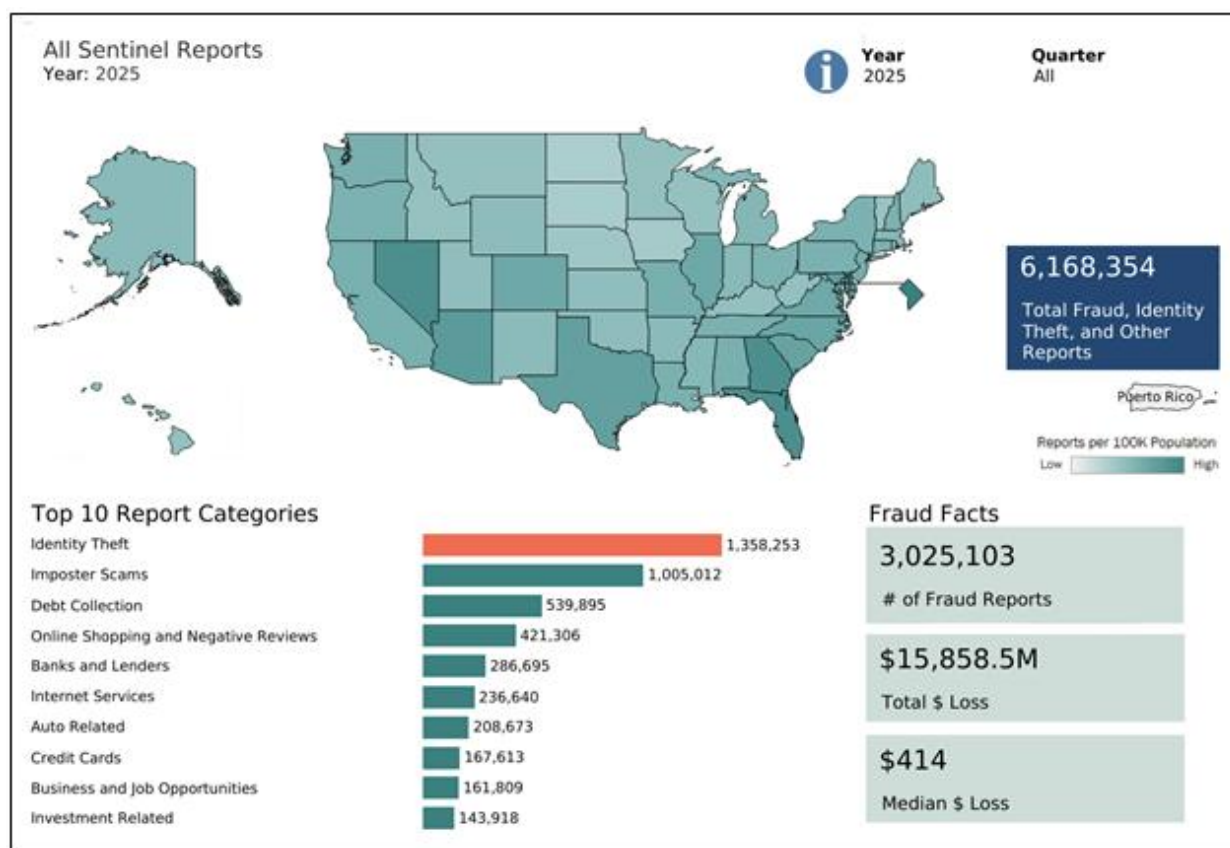 All Sentinel Reports
Year: 2025
Year
2025
Quarter
All
6,168,354
Total Fraud, Identity
Theft, and Other
Reports
Puerto Rico
Reports per 100K Population
Low High
Top 10 Report Categories
Identity Theft 1,358,253
Imposter Scams 1,005,012
Debt Collection 539,895
Online Shopping and Negative Reviews 421,306
Banks and Lenders 286,695
Internet Services 236,640
Auto Related 208,673
Credit Cards 167,613
Business and Job Opportunities 161,809
Investment Related 143,918
Fraud Facts
3,025,103
# of Fraud Reports
$15,858.5M
Total $ Loss
$414
Median $ Loss